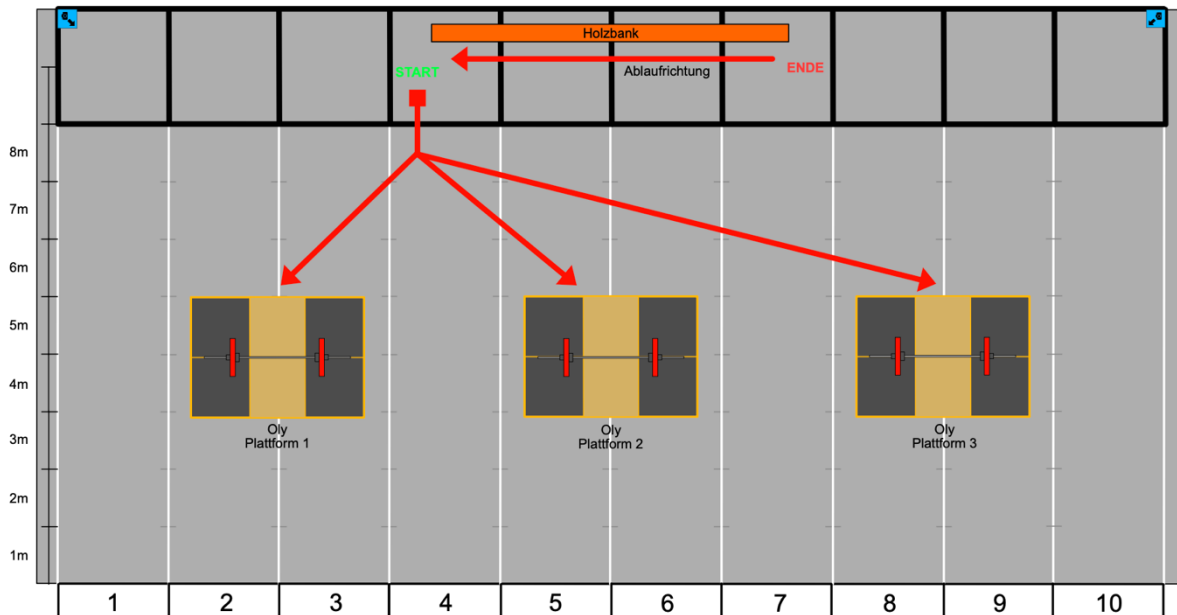 Holzbank
Ablaufrichtung
START
ENDE
8m
7m
6m
5m
4m
3m
2m
1m
Oly
Plattform 1
Oly
Plattform 2
Oly
Plattform 3
1
2
3
4
5
6
7
8
9
10